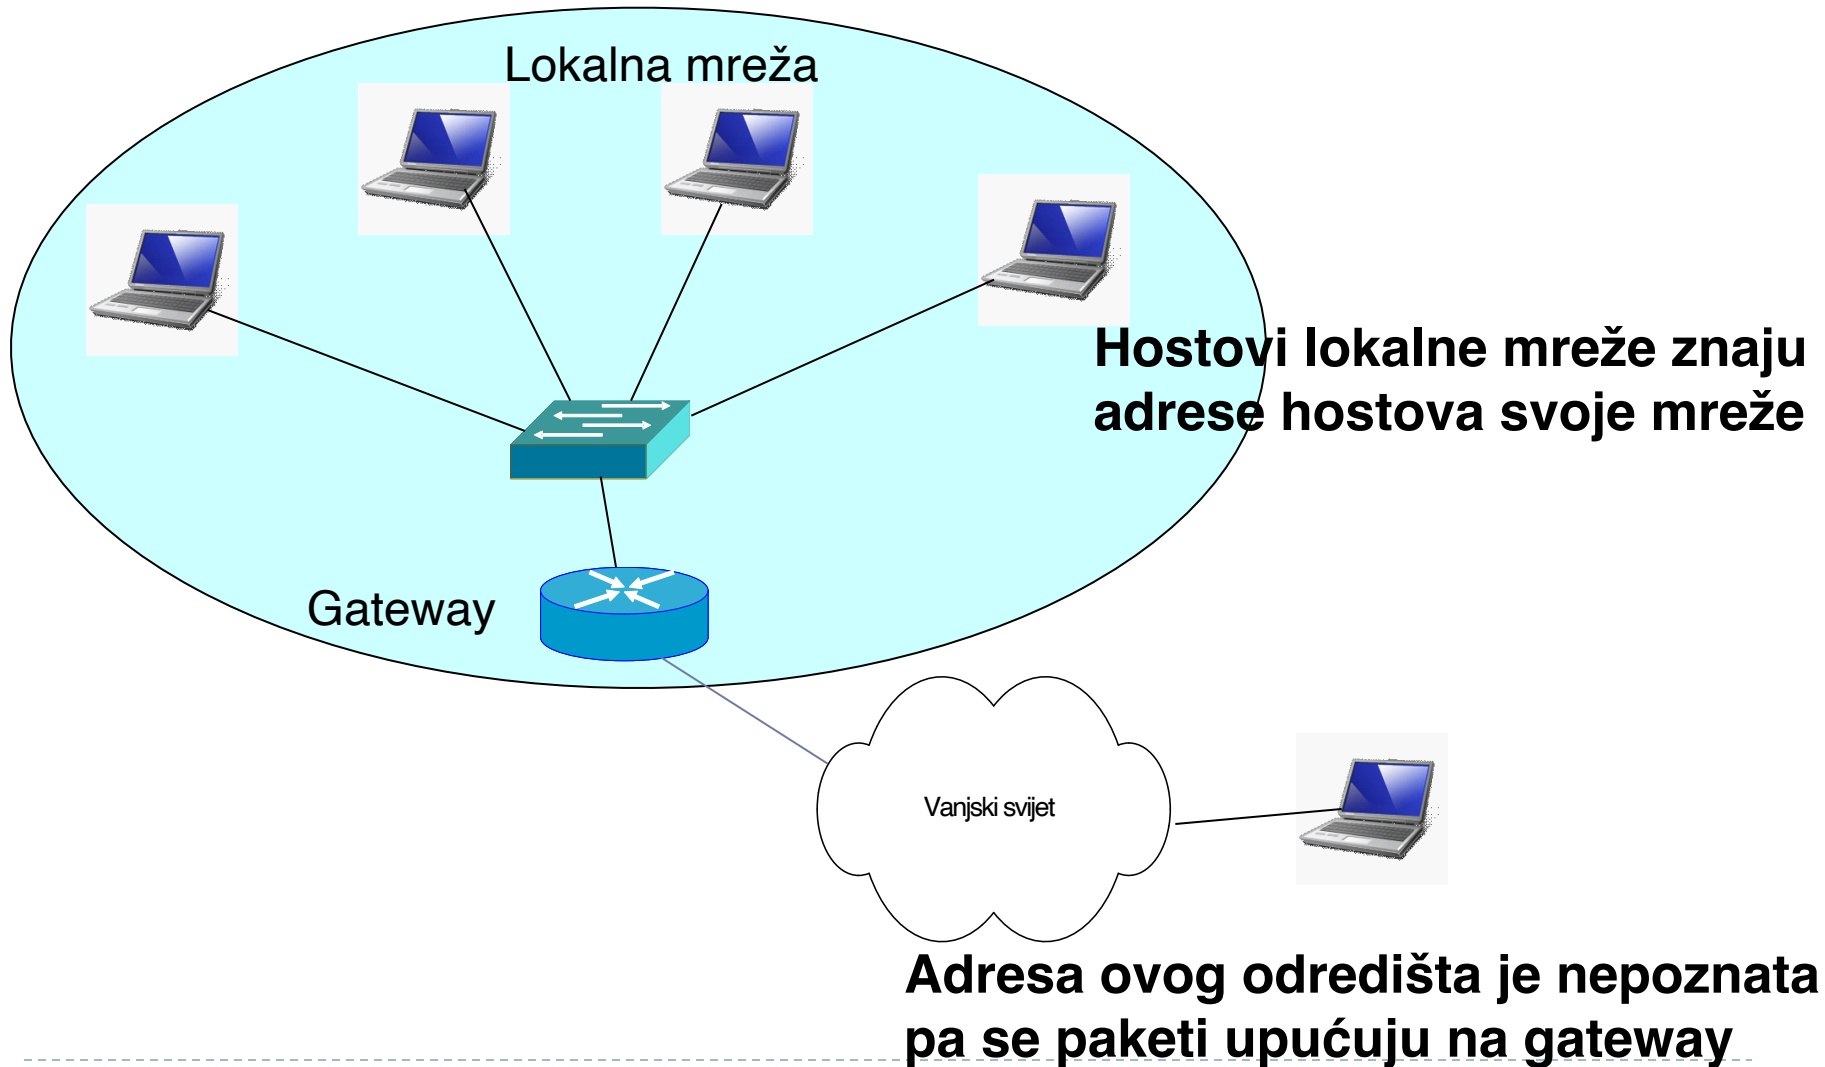 Lokalna mreža
Hostovi lokalne mreže znaju
adrese hostova svoje mreže
Gateway
Vanjski svijet
Adresa ovog odredišta je nepoznata
pa se paketi upućuju na gateway